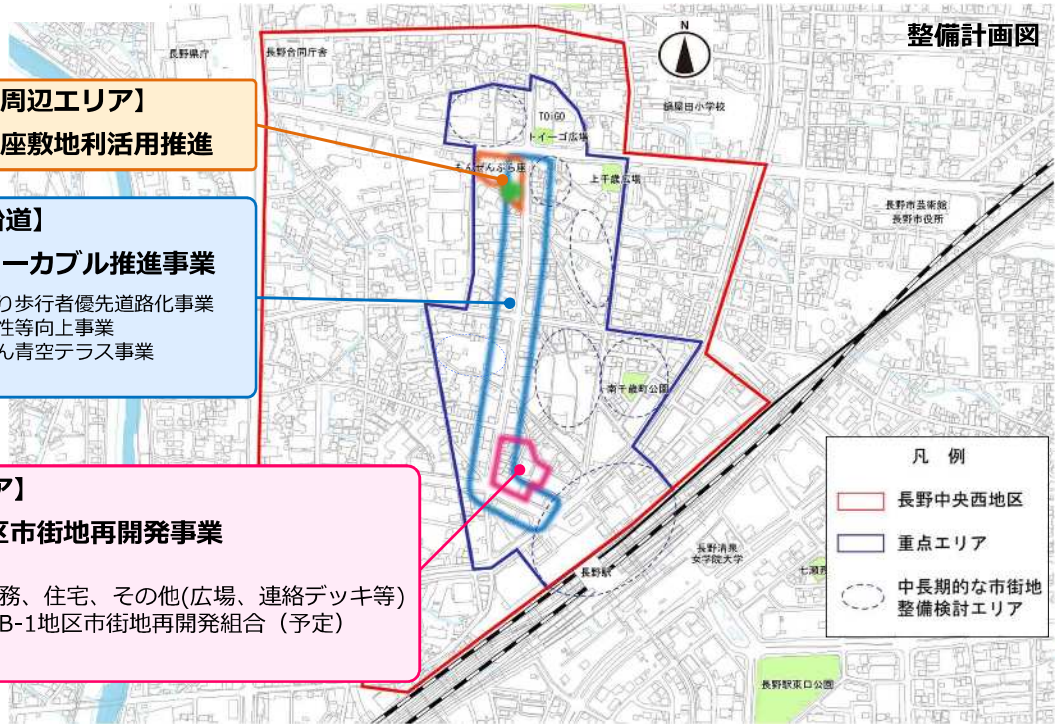 整備計画図
N
長野県庁
長野合同庁舎
鍋屋田小学校
周辺エリア】
座敷地利活用推進
TOiGO
トイーゴ広場
もんぜんぷら座
上千歳広場
長野市芸術館
長野市役所
沿道】
ーカブル推進事業
り歩行者優先道路化事業
性等向上事業
ん青空テラス事業
南千歳町公園
ア】
区市街地再開発事業
務、住宅、その他(広場、連絡デッキ等)
B-1地区市街地再開発組合（予定）
長野駅
長野清泉
女学院大学
長野駅東口公園
凡 例
長野中央西地区
重点エリア
中長期的な市街地
整備検討エリア